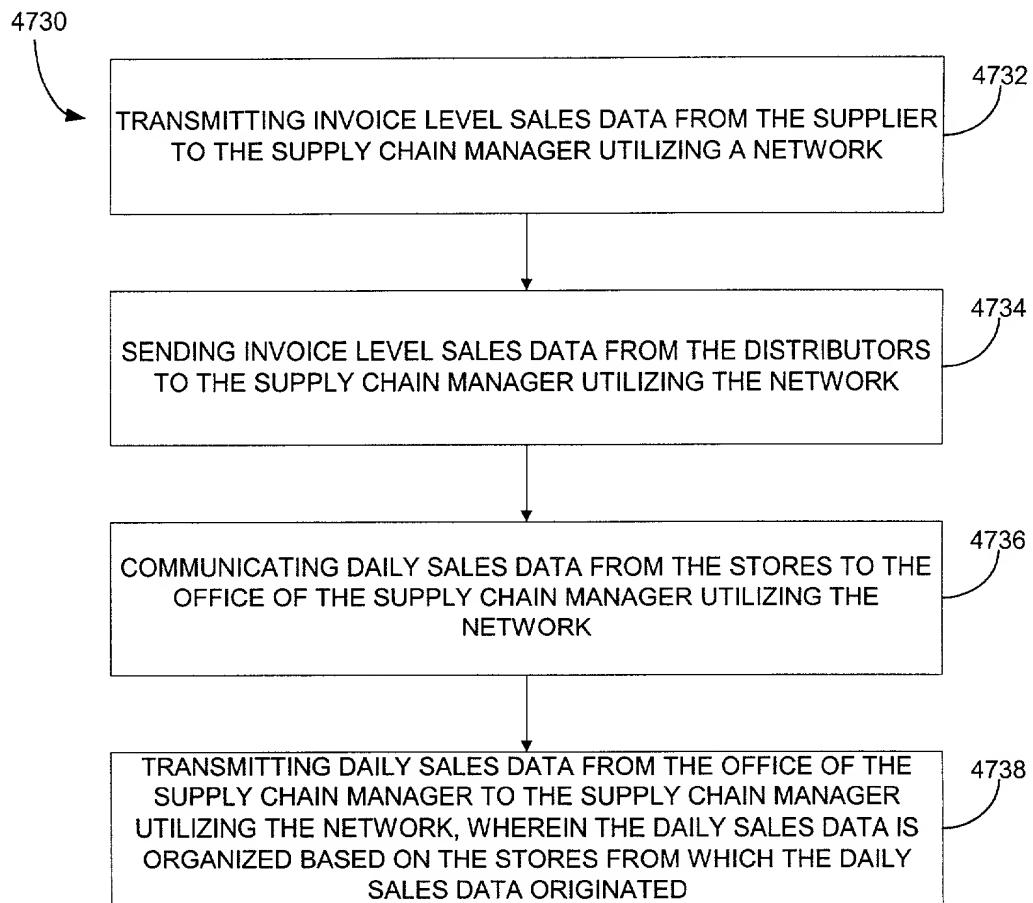 4730
4732
TRANSMITTING INVOICE LEVEL SALES DATA FROM THE SUPPLIER
TO THE SUPPLY CHAIN MANAGER UTILIZING A NETWORK
4734
SENDING INVOICE LEVEL SALES DATA FROM THE DISTRIBUTORS
TO THE SUPPLY CHAIN MANAGER UTILIZING THE NETWORK
4736
COMMUNICATING DAILY SALES DATA FROM THE STORES TO THE
OFFICE OF THE SUPPLY CHAIN MANAGER UTILIZING THE
NETWORK
4738
TRANSMITTING DAILY SALES DATA FROM THE OFFICE OF THE
SUPPLY CHAIN MANAGER TO THE SUPPLY CHAIN MANAGER
UTILIZING THE NETWORK, WHEREIN THE DAILY SALES DATA IS
ORGANIZED BASED ON THE STORES FROM WHICH THE DAILY
SALES DATA ORIGINATED